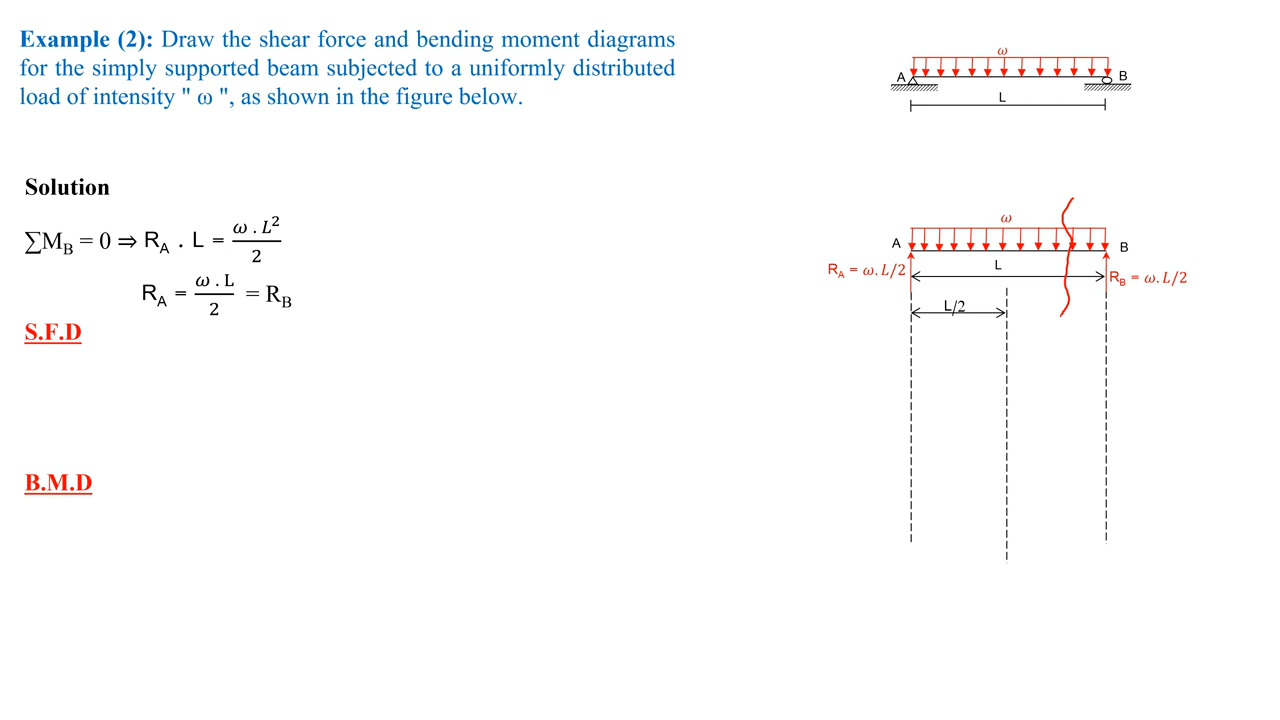 Example (2): Draw the shear force and bending moment diagrams
for the simply supported beam subjected to a uniformly distributed
load of intensity " ω ", as shown in the figure below.
ω
A
B
L
Solution
∑M_B = 0 ⇒ R_A . L = ω . L² / 2
R_A = ω . L / 2 = R_B
S.F.D
B.M.D
ω
A
B
R_A = ω. L/2
L
R_B = ω. L/2
L/2